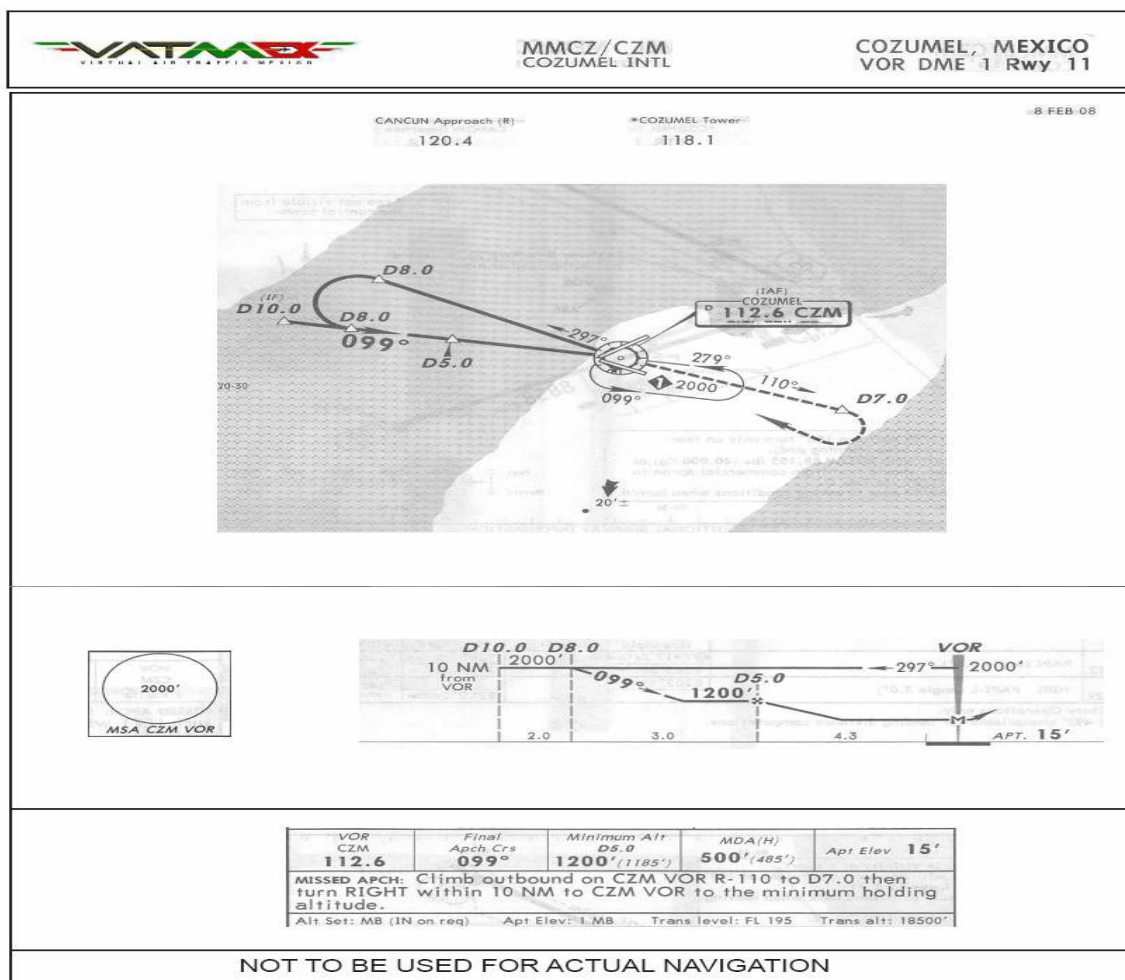 VATMEX
VIRTUAL AIR TRAFFIC MEXICO
MMCZ/CZM
COZUMEL INTL
COZUMEL, MEXICO
VOR DME 1 Rwy 11
8 FEB 08
CANCUN Approach (R)
120.4
*COZUMEL Tower
118.1
D8.0
(IF)
D10.0
D8.0
099°
D5.0
297°
(IAF)
COZUMEL
D 112.6 CZM
279°
2000
099°
110°
D7.0
20-30
20'±
2000'
MSA CZM VOR
D10.0 D8.0
VOR
2000'
297°
2000'
10 NM
from
VOR
099°
D5.0
1200'
M
2.0
3.0
4.3
APT. 15'
VOR
CZM
112.6
Final
Apch Crs
099°
Minimum Alt
D5.0
1200'(1185')
MDA(H)
500'(485')
Apt Elev 15'
MISSED APCH: Climb outbound on CZM VOR R-110 to D7.0 then
turn RIGHT within 10 NM to CZM VOR to the minimum holding
altitude.
Alt Set: MB (IN on req) Apt Elev: 1 MB Trans level: FL 195 Trans alt: 18500'
NOT TO BE USED FOR ACTUAL NAVIGATION